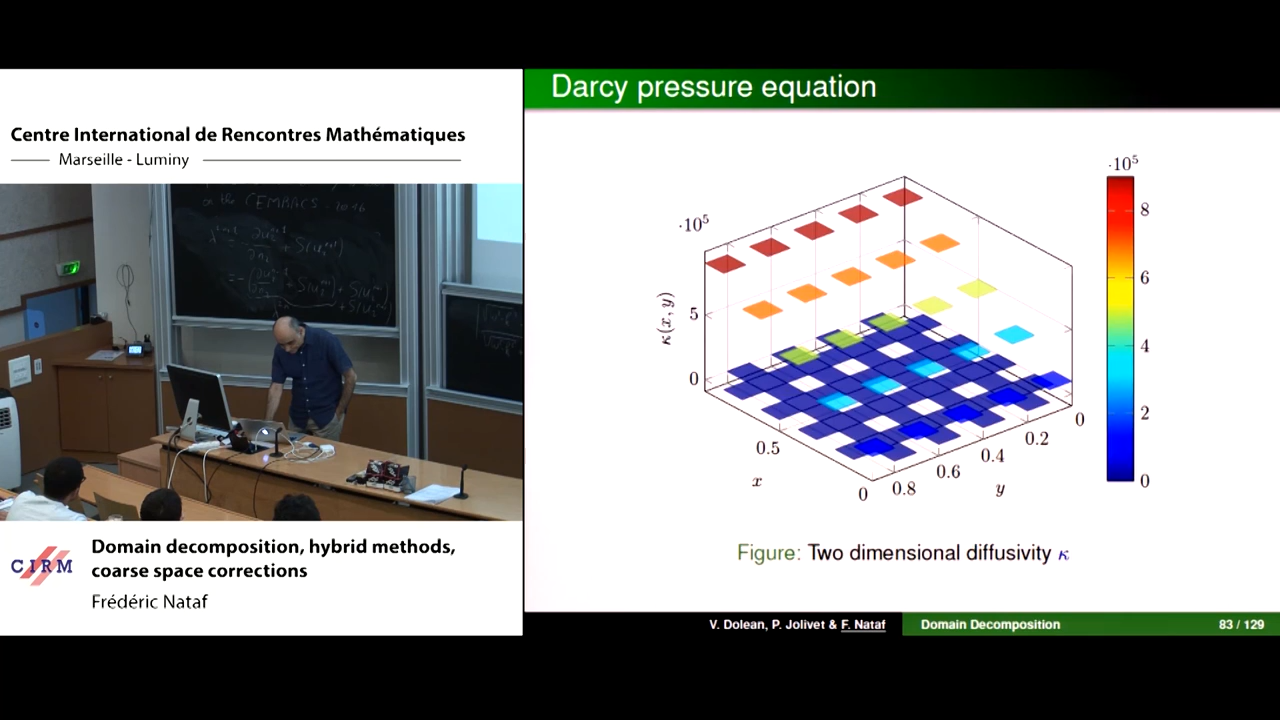 Centre International de Rencontres Mathématiques
Marseille - Luminy
CIRM
Domain decomposition, hybrid methods,
coarse space corrections
Frédéric Nataf
Darcy pressure equation
·10⁵
5
0
κ(x, y)
0.5
0
x
0.8
0.6
0.4
0.2
0
y
·10⁵
8
6
4
2
0
Figure: Two dimensional diffusivity κ
V. Dolean, P. Jolivet & F. Nataf
Domain Decomposition
83 / 129